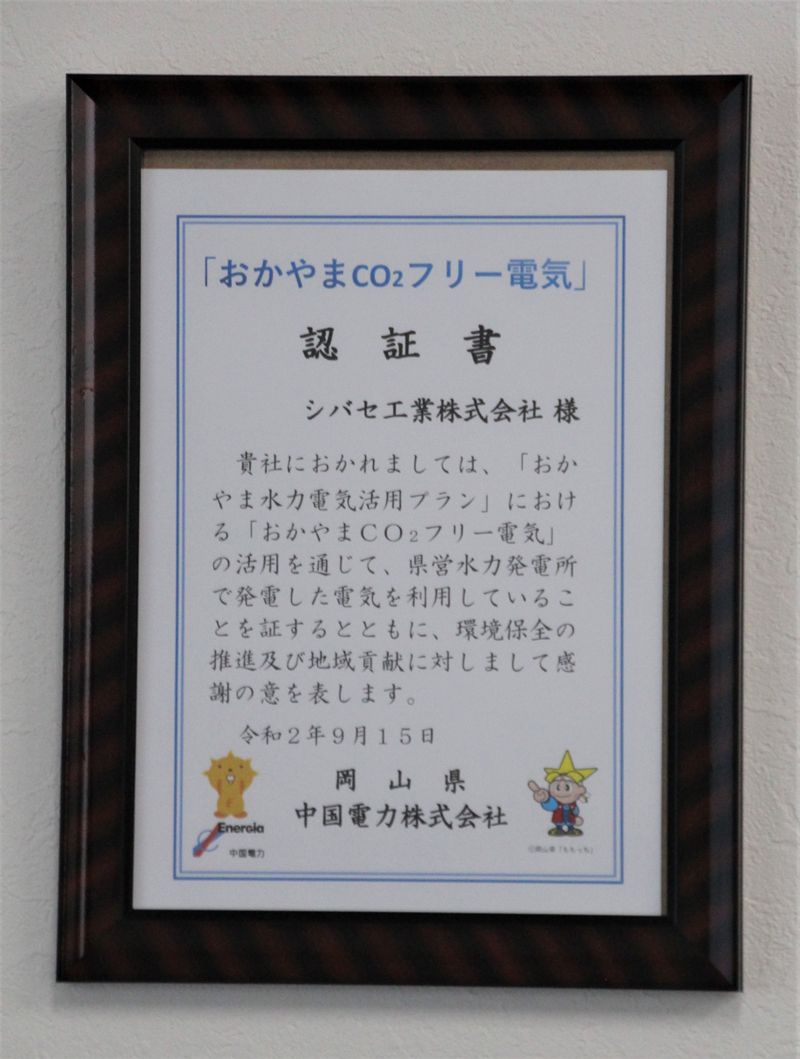 「おかやまCO₂フリー電気」
認証書
シバセ工業株式会社 様
貴社におかれましては、「おか
やま水力電気活用プラン」におけ
る「おかやまＣＯ₂フリー電気」
の活用を通じて、県営水力発電所
で発電した電気を利用しているこ
とを証するとともに、環境保全の
推進及び地域貢献に対しまして感
謝の意を表します。
令和２年９月１５日
岡山県
中国電力株式会社
Energia
中国電力
©岡山県「ももっち」